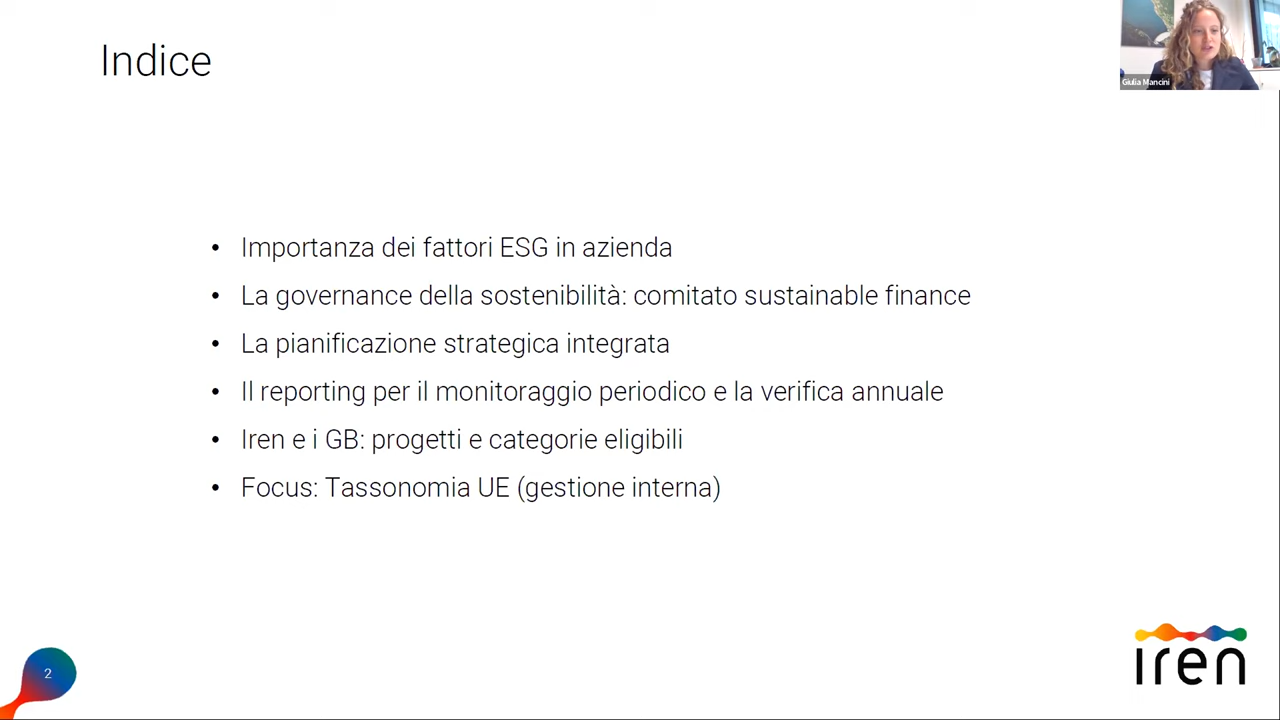 Indice
Giulia Mancini
• Importanza dei fattori ESG in azienda
• La governance della sostenibilità: comitato sustainable finance
• La pianificazione strategica integrata
• Il reporting per il monitoraggio periodico e la verifica annuale
• Iren e i GB: progetti e categorie eligibili
• Focus: Tassonomia UE (gestione interna)
2
iren